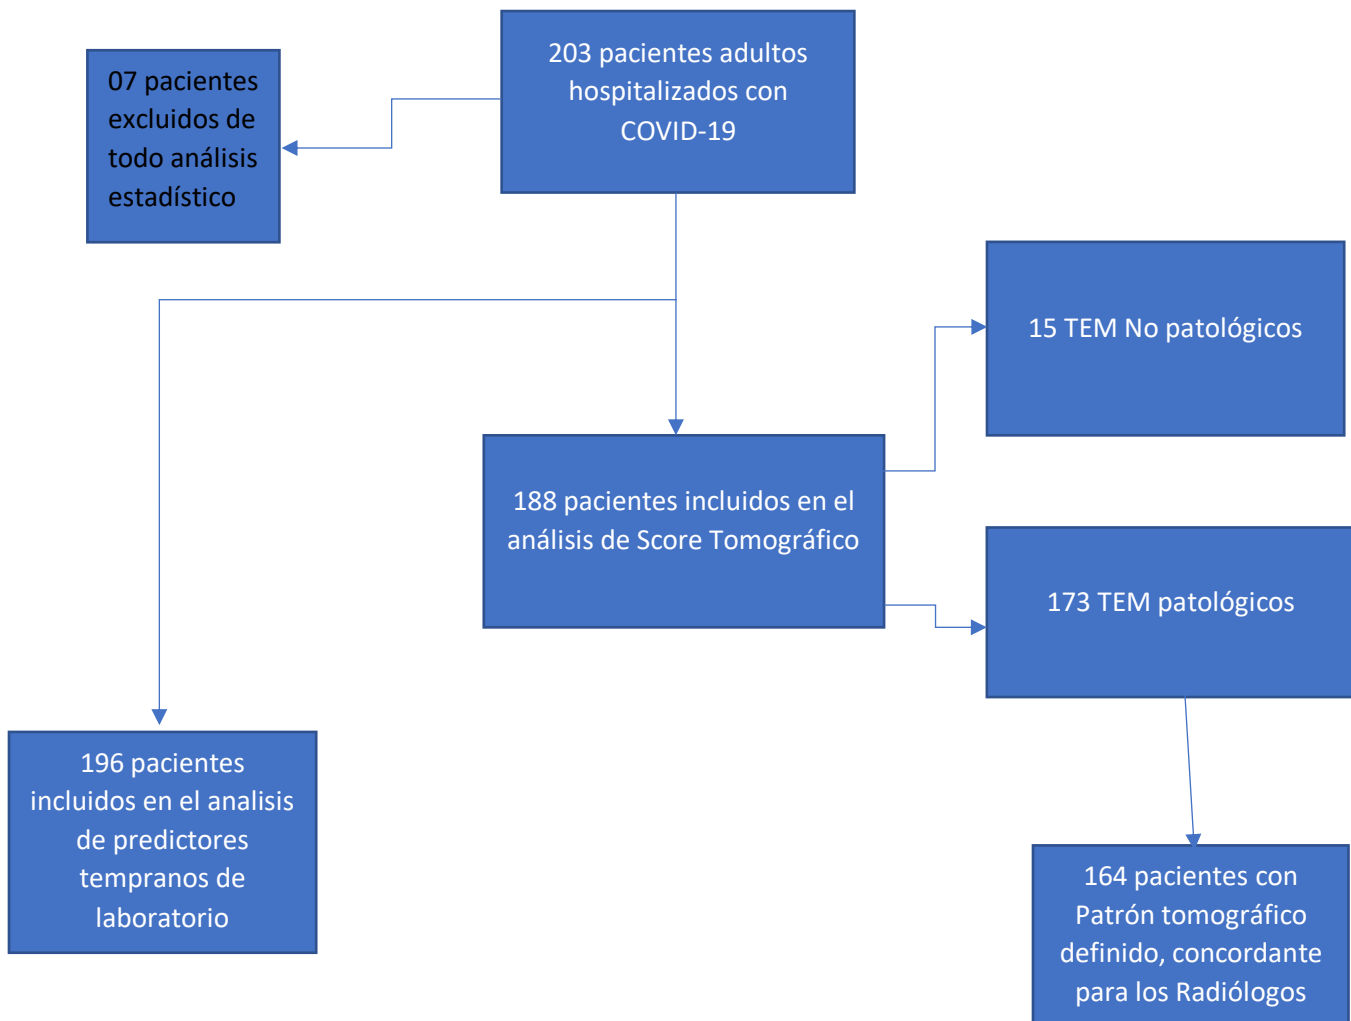 203 pacientes adultos
hospitalizados con
COVID-19
07 pacientes
excluidos de
todo análisis
estadístico
15 TEM No patológicos
188 pacientes incluidos en el
análisis de Score Tomográfico
173 TEM patológicos
196 pacientes
incluidos en el analisis
de predictores
tempranos de
laboratorio
164 pacientes con
Patrón tomográfico
definido, concordante
para los Radiólogos